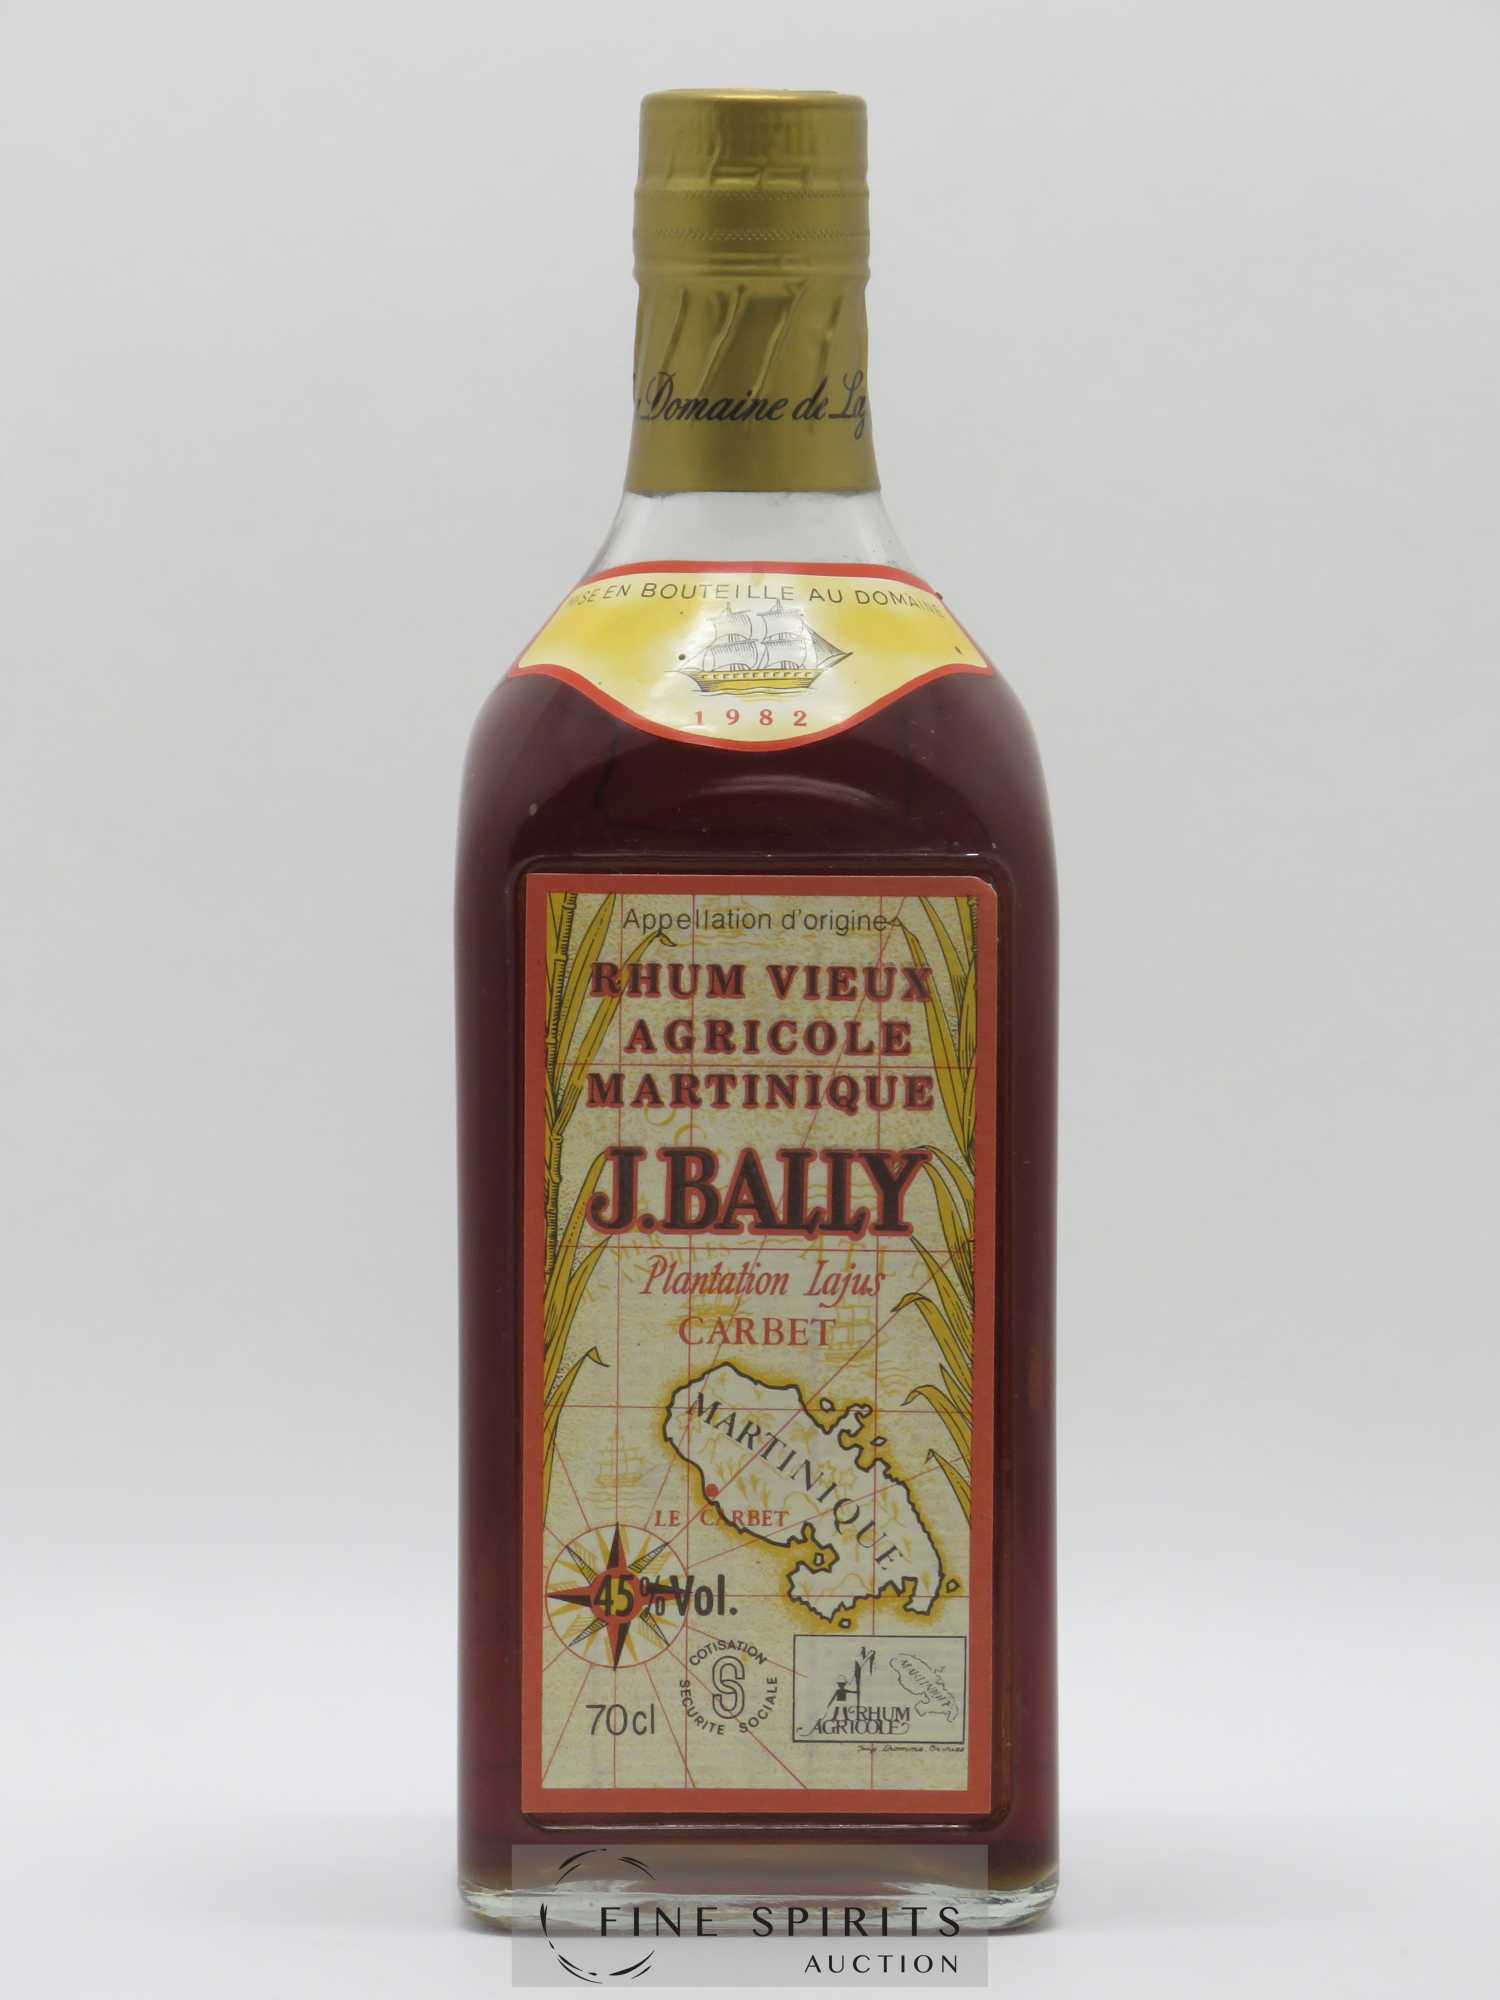 Domaine de
MISE EN BOUTEILLE AU DOMAINE
1982
Appellation d'origine
RHUM VIEUX
AGRICOLE
MARTINIQUE
J.BALLY
Plantation Lajus
CARBET
MARTINIQUE
LE CARBET
45% Vol.
COTISATION
SECURITE SOCIALE
70cl
MARTINIQUE
RHUM
AGRICOLE
FINE SPIRITS
AUCTION